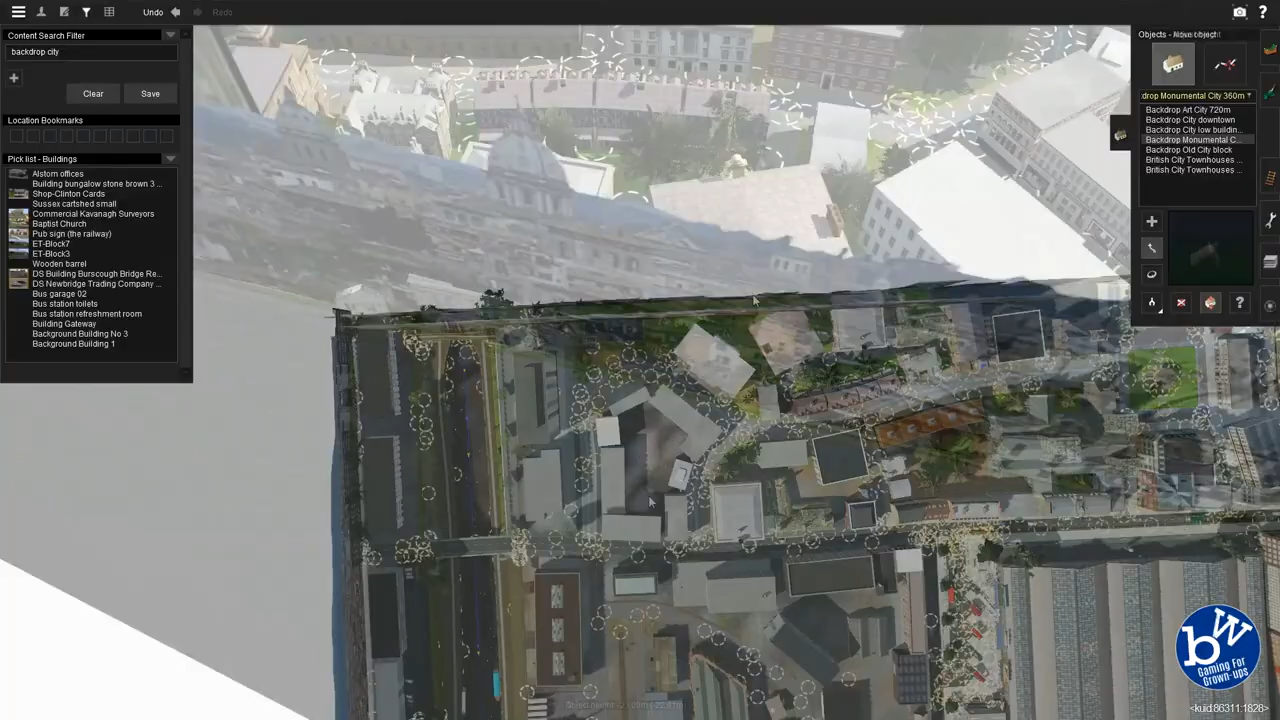 Undo
Redo
Content Search Filter
backdrop city
Clear
Save
Location Bookmarks
Pick list - Buildings
Alstom offices
Building bungalow stone brown 3 ...
Shop-Clinton Cards
Sussex cartshed small
Commercial Kavanagh Surveyors
Baptist Church
Pub sign (the railway)
ET-Block7
ET-Block3
Wooden barrel
DS Building Burscough Bridge Re...
DS Newbridge Trading Company ...
Bus garage 02
Bus station toilets
Bus station refreshment room
Building Gateway
Background Building No 3
Background Building 1
Objects -
drop Monumental City 360m
Backdrop Art City 720m
Backdrop City downtown
Backdrop City low buildin...
Backdrop Monumental C...
Backdrop Old City block
British City Townhouses ...
British City Townhouses ...
bW
Gaming For
Grown-ups
<kuid:86311:1828>